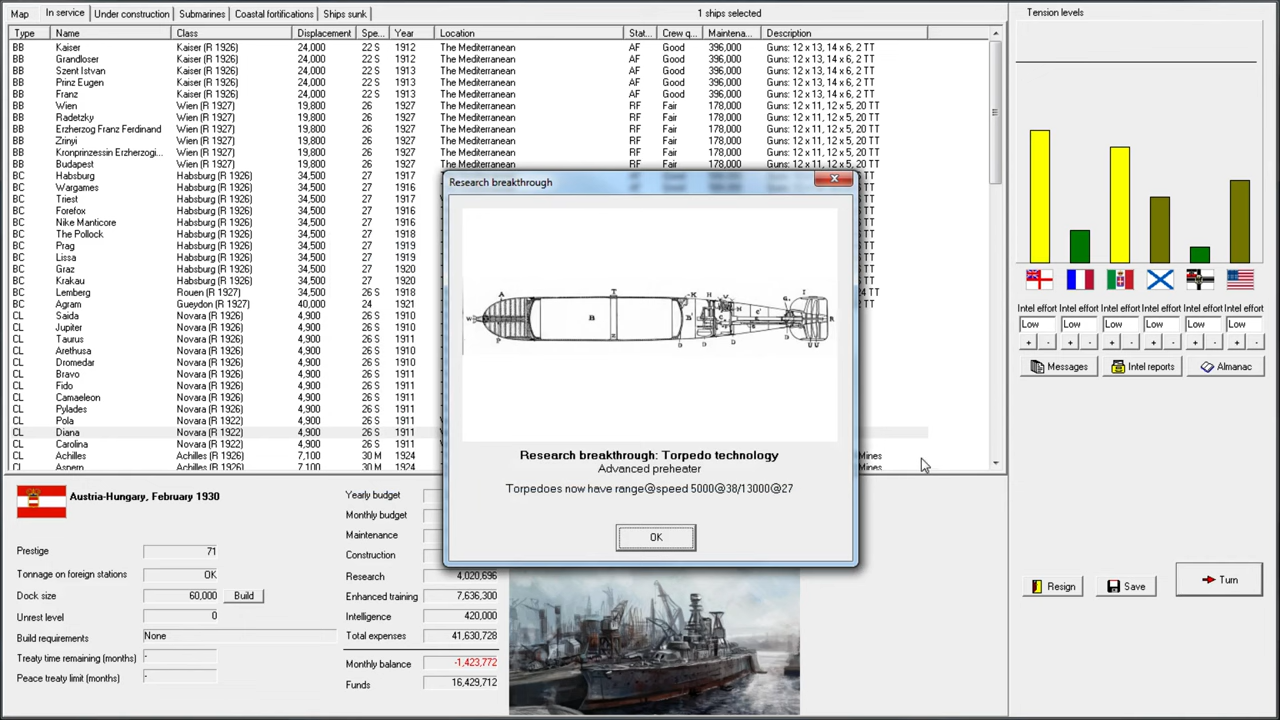 Map In service Under construction Submarines Coastal fortifications Ships sunk 1 ships selected Tension levels
Type Name Class Displacement Spe... Year Location Stat... Crew q... Maintena... Description
BB Kaiser Kaiser (R 1926) 24,000 22 S 1912 The Mediterranean AF Good 396,000 Guns: 12 x 13, 14 x 6, 2 TT
BB Grandloser Kaiser (R 1926) 24,000 22 S 1912 The Mediterranean AF Good 396,000 Guns: 12 x 13, 14 x 6, 2 TT
BB Szent Istvan Kaiser (R 1926) 24,000 22 S 1913 The Mediterranean AF Good 396,000 Guns: 12 x 13, 14 x 6, 2 TT
BB Prinz Eugen Kaiser (R 1926) 24,000 22 S 1913 The Mediterranean AF Good 396,000 Guns: 12 x 13, 14 x 6, 2 TT
BB Franz Kaiser (R 1926) 24,000 22 S 1913 The Mediterranean AF Good 396,000 Guns: 12 x 13, 14 x 6, 2 TT
BB Wien Wien (R 1927) 19,800 26 1927 The Mediterranean RF Fair 178,000 Guns: 12 x 11, 12 x 5, 20 TT
BB Radetzky Wien (R 1927) 19,800 26 1927 The Mediterranean RF Fair 178,000 Guns: 12 x 11, 12 x 5, 20 TT
BB Erzherzog Franz Ferdinand Wien (R 1927) 19,800 26 1927 The Mediterranean RF Fair 178,000 Guns: 12 x 11, 12 x 5, 20 TT
BB Zrinyi Wien (R 1927) 19,800 26 1927 The Mediterranean RF Fair 178,000 Guns: 12 x 11, 12 x 5, 20 TT
BB Kronprinzessin Erzherzogi... Wien (R 1927) 19,800 26 1927 The Mediterranean RF Fair 178,000 Guns: 12 x 11, 12 x 5, 20 TT
BB Budapest Wien (R 1927) 19,800 26 1927 The Mediterranean RF Fair 178,000 Guns: 12 x 11, 12 x 5, 20 TT
BC Habsburg Habsburg (R 1926) 34,500 27 1917
BC Wargames Habsburg (R 1926) 34,500 27 1916
BC Triest Habsburg (R 1926) 34,500 27 1917
BC Forefox Habsburg (R 1926) 34,500 27 1916
BC Nike Manticore Habsburg (R 1926) 34,500 27 1917
BC The Pollock Habsburg (R 1926) 34,500 27 1916
BC Prag Habsburg (R 1926) 34,500 27 1919
BC Lissa Habsburg (R 1926) 34,500 27 1917
BC Graz Habsburg (R 1926) 34,500 27 1920
BC Krakau Habsburg (R 1926) 34,500 27 1920
BC Lemberg Rouen (R 1927) 34,500 26 S 1918
BC Agram Gueydon (R 1926) 40,000 24 1921
CL Saida Novara (R 1926) 4,900 26 S 1910
CL Jupiter Novara (R 1926) 4,900 26 S 1910
CL Taurus Novara (R 1926) 4,900 26 S 1911
CL Arethusa Novara (R 1926) 4,900 26 S 1911
CL Dromedar Novara (R 1926) 4,900 26 S 1910
CL Bravo Novara (R 1926) 4,900 26 S 1911
CL Fido Novara (R 1926) 4,900 26 S 1911
CL Camaeleon Novara (R 1926) 4,900 26 S 1911
CL Pylades Novara (R 1926) 4,900 26 S 1911
CL Pola Novara (R 1922) 4,900 26 S 1911
CL Diana Novara (R 1922) 4,900 26 S 1911
CL Carolina Novara (R 1922) 4,900 26 S 1911
CL Achilles Achilles (R 1926) 7,100 30 M 1924 Mines
CL Aspern Achilles (R 1926) 7,100 30 M 1924 Mines
Research breakthrough
Research breakthrough: Torpedo technology
Advanced preheater
Torpedoes now have range@speed 5000@38/13000@27
OK
Intel effort Intel effort Intel effort Intel effort Intel effort Intel effort
Low Low Low Low Low Low
+ - + - + - + - + - + -
Messages Intel reports Almanac
Resign Save Turn
Austria-Hungary, February 1930
Prestige 71
Tonnage on foreign stations OK
Dock size 60,000 Build
Unrest level 0
Build requirements None
Treaty time remaining (months) -
Peace treaty limit (months) -
Yearly budget
Monthly budget
Maintenance
Construction
Research 4,020,696
Enhanced training 7,636,300
Intelligence 420,000
Total expenses 41,630,728
Monthly balance -1,423,772
Funds 16,429,712